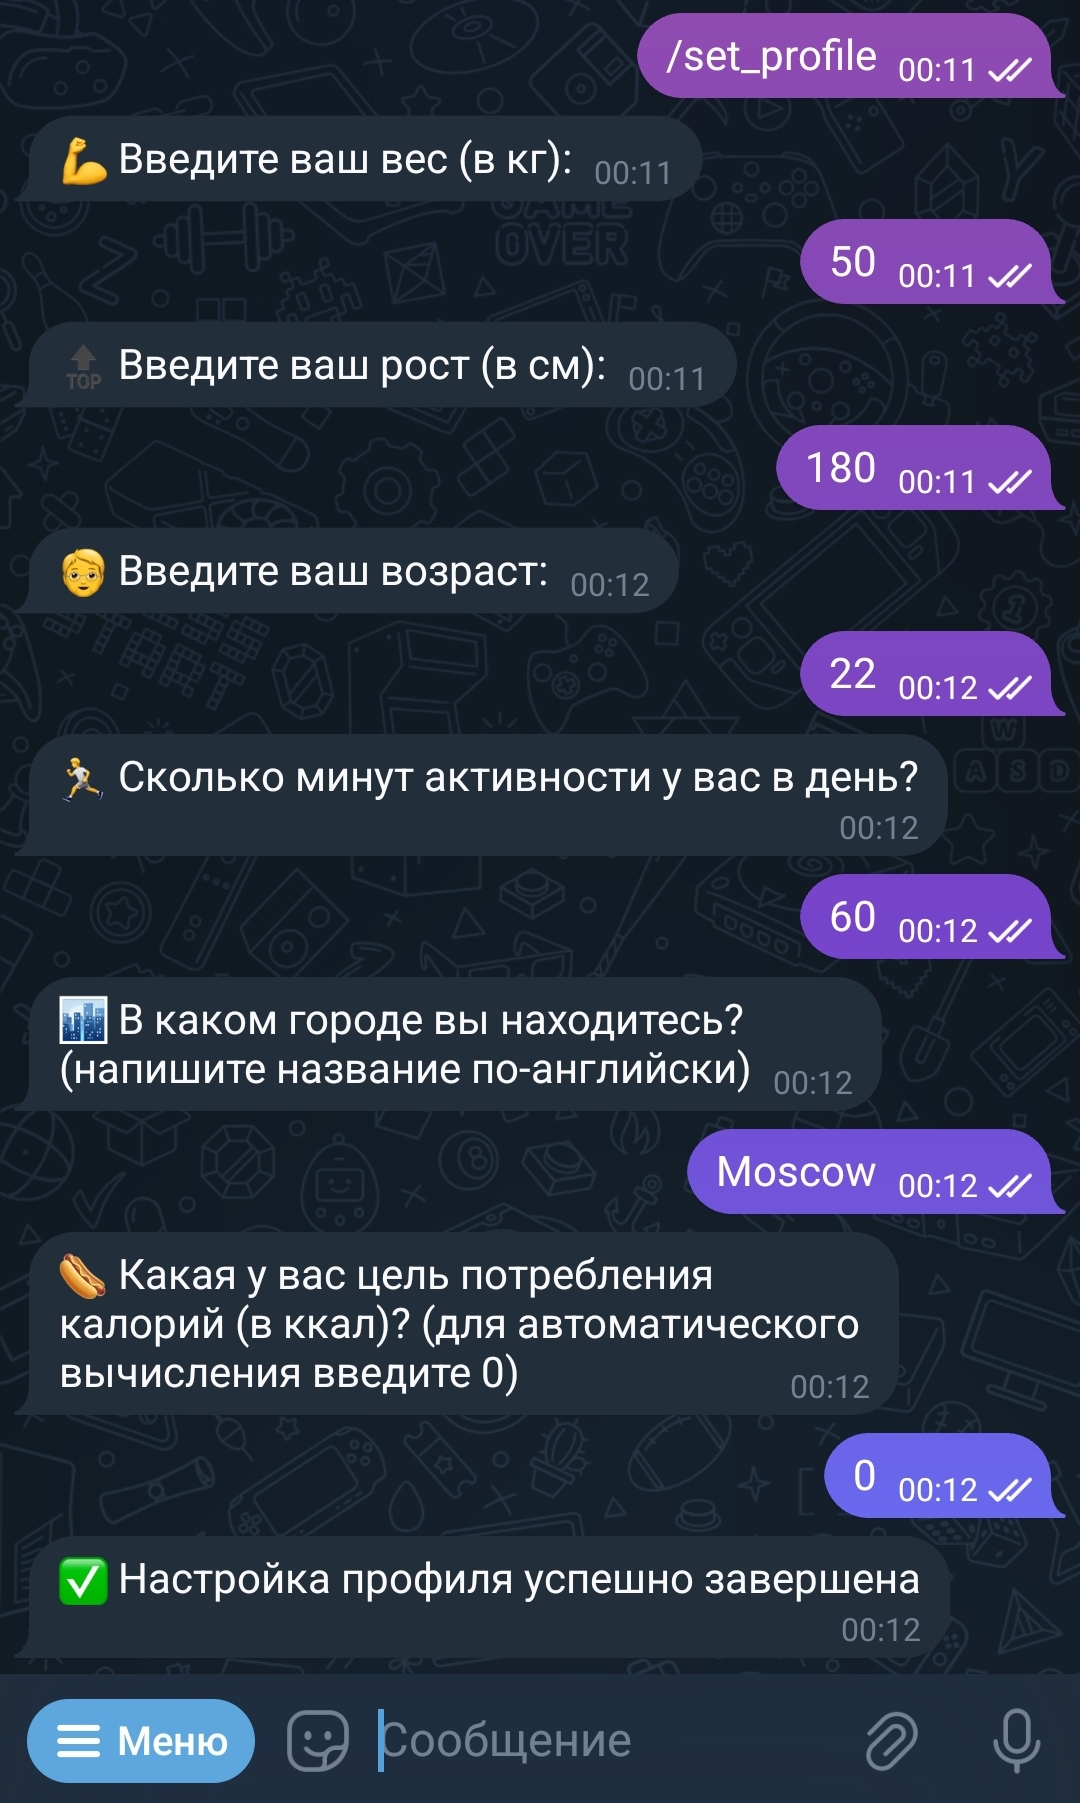 /set_profile 00:11
💪 Введите ваш вес (в кг): 00:11
GAME
OVER
50 00:11
🔝 Введите ваш рост (в см): 00:11
180 00:11
🧓 Введите ваш возраст: 00:12
22 00:12
🏃 Сколько минут активности у вас в день?
00:12
W
A S D
60 00:12
🏙 В каком городе вы находитесь?
(напишите название по-английски) 00:12
Moscow 00:12
🌭 Какая у вас цель потребления
калорий (в ккал)? (для автоматического
вычисления введите 0) 00:12
0 00:12
✅ Настройка профиля успешно завершена
00:12
Меню Сообщение